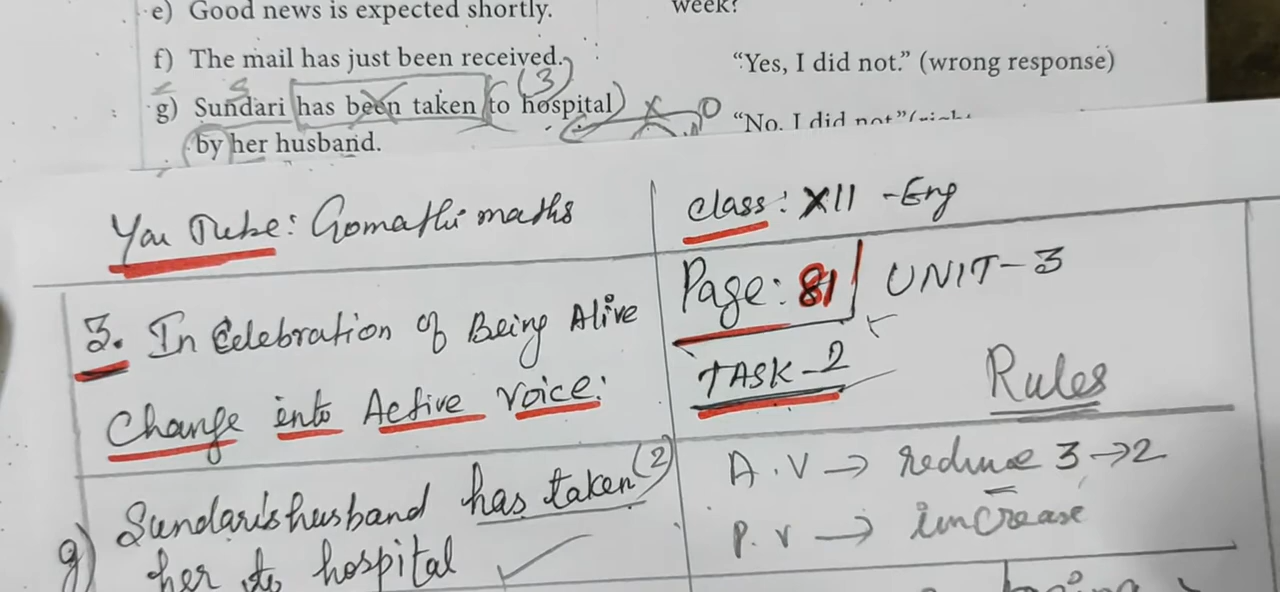 e) Good news is expected shortly.
week?
f) The mail has just been received.
"Yes, I did not." (wrong response)
(3)
g) Sundari has been taken to hospital
by her husband.
"No, I did not"
You Tube: Gomathi maths
Class: XII -Eng
Page: 81 UNIT-3
3. In Celebration of Being Alive
TASK-2
Rules
Change into Active Voice:
A.V → reduce 3→2
P.V → increase
g) Sundari's husband has taken (2)
her to hospital